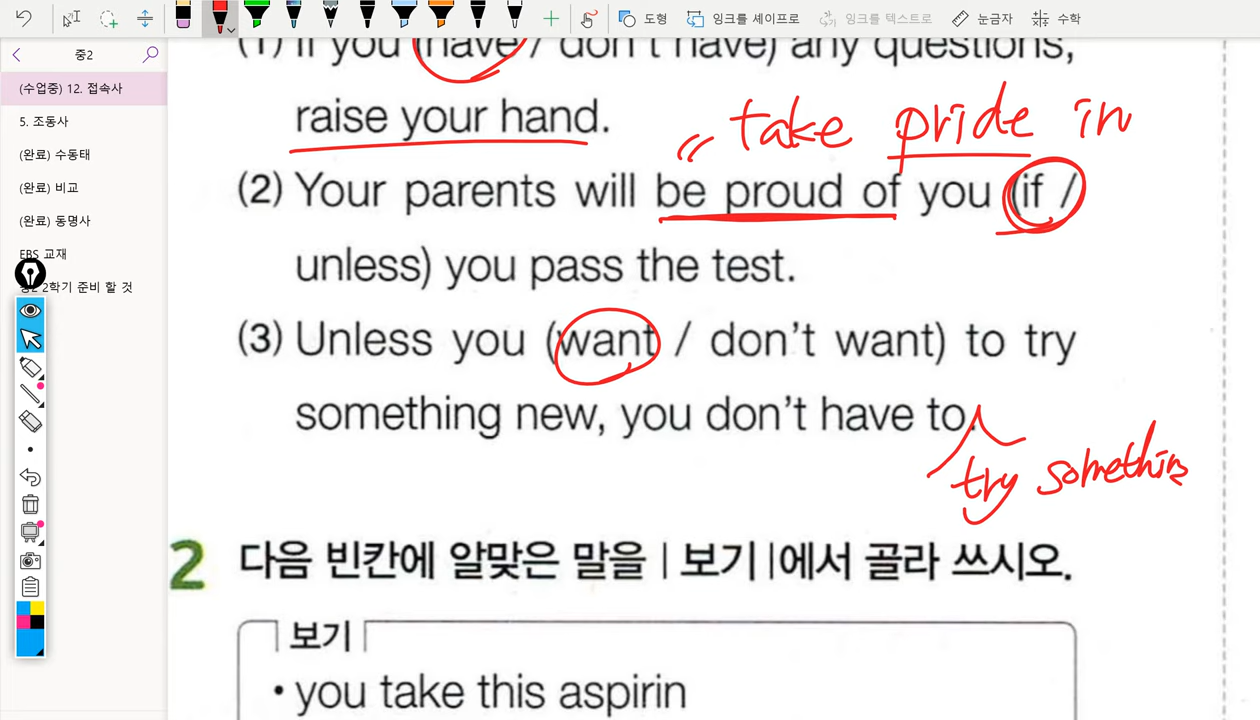 도형
잉크를 셰이프로
잉크를 텍스트로
눈금자
수학
중2
(수업중) 12. 접속사
5. 조동사
(완료) 수동태
(완료) 비교
(완료) 동명사
EBS 교재
2학기 준비 할 것
(1) If you (have / don't have) any questions,
raise your hand.
take pride in
(2) Your parents will be proud of you (if /
unless) you pass the test.
(3) Unless you (want / don't want) to try
something new, you don't have to.
try something
2 다음 빈칸에 알맞은 말을 | 보기 |에서 골라 쓰시오.
보기
• you take this aspirin